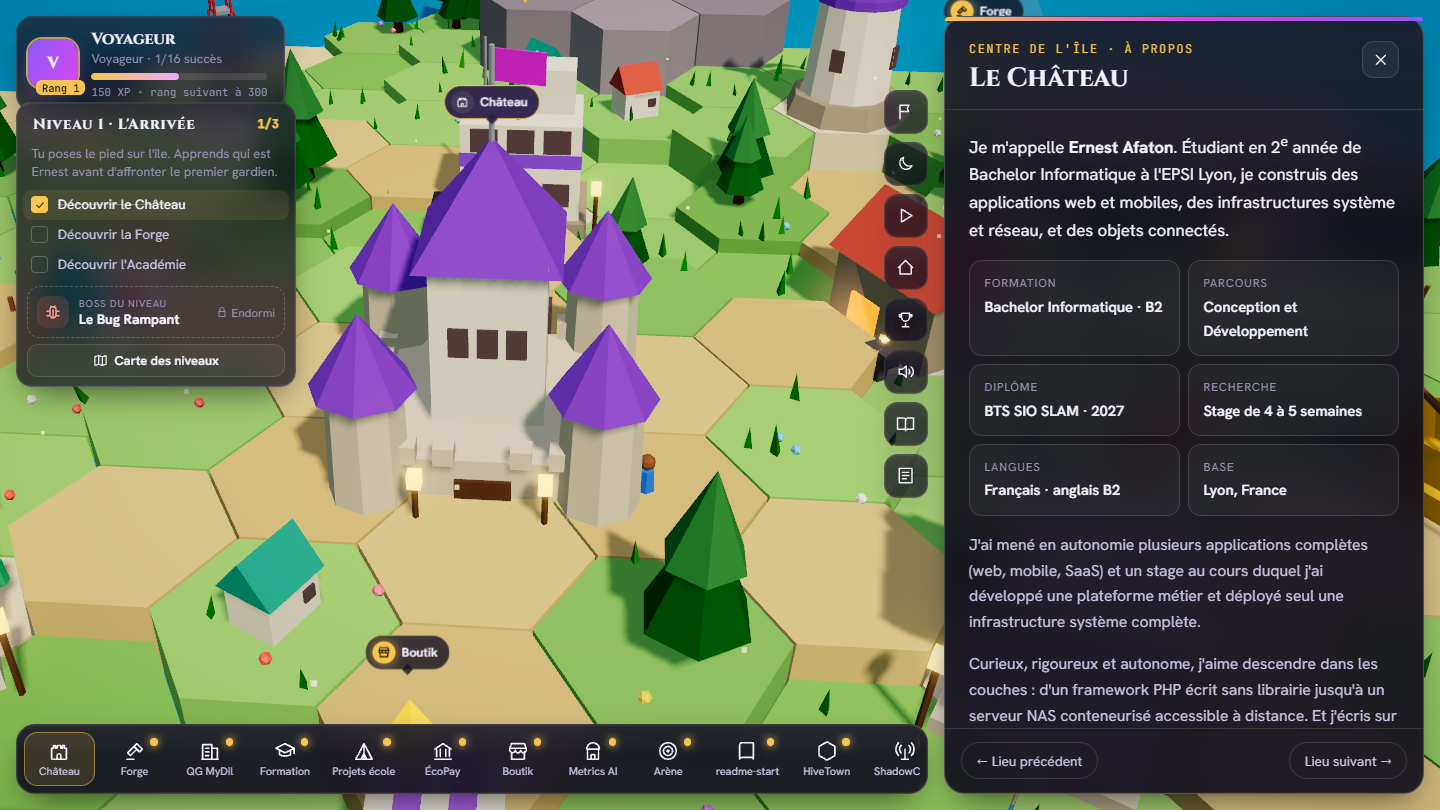 V
Voyageur
Voyageur · 1/16 succès
Rang 1
150 XP · rang suivant à 300
Niveau 1 · L'Arrivée
1/3
Tu poses le pied sur l'île. Apprends qui est
Ernest avant d'affronter le premier gardien.
Découvrir le Château
Découvrir la Forge
Découvrir l'Académie
BOSS DU NIVEAU
Le Bug Rampant
Endormi
Carte des niveaux
Château
Boutik
Forge
CENTRE DE L'ÎLE · À PROPOS
Le Château
Je m'appelle Ernest Afaton. Étudiant en 2e année de
Bachelor Informatique à l'EPSI Lyon, je construis des
applications web et mobiles, des infrastructures système
et réseau, et des objets connectés.
FORMATION
Bachelor Informatique · B2
PARCOURS
Conception et
Développement
DIPLÔME
BTS SIO SLAM · 2027
RECHERCHE
Stage de 4 à 5 semaines
LANGUES
Français · anglais B2
BASE
Lyon, France
J'ai mené en autonomie plusieurs applications complètes
(web, mobile, SaaS) et un stage au cours duquel j'ai
développé une plateforme métier et déployé seul une
infrastructure système complète.
Curieux, rigoureux et autonome, j'aime descendre dans les
couches : d'un framework PHP écrit sans librairie jusqu'à un
serveur NAS conteneurisé accessible à distance. Et j'écris sur
← Lieu précédent
Lieu suivant →
Château
Forge
QG MyDil
Formation
Projets école
ÉcoPay
Boutik
Metrics AI
Arène
readme-start
HiveTown
ShadowC